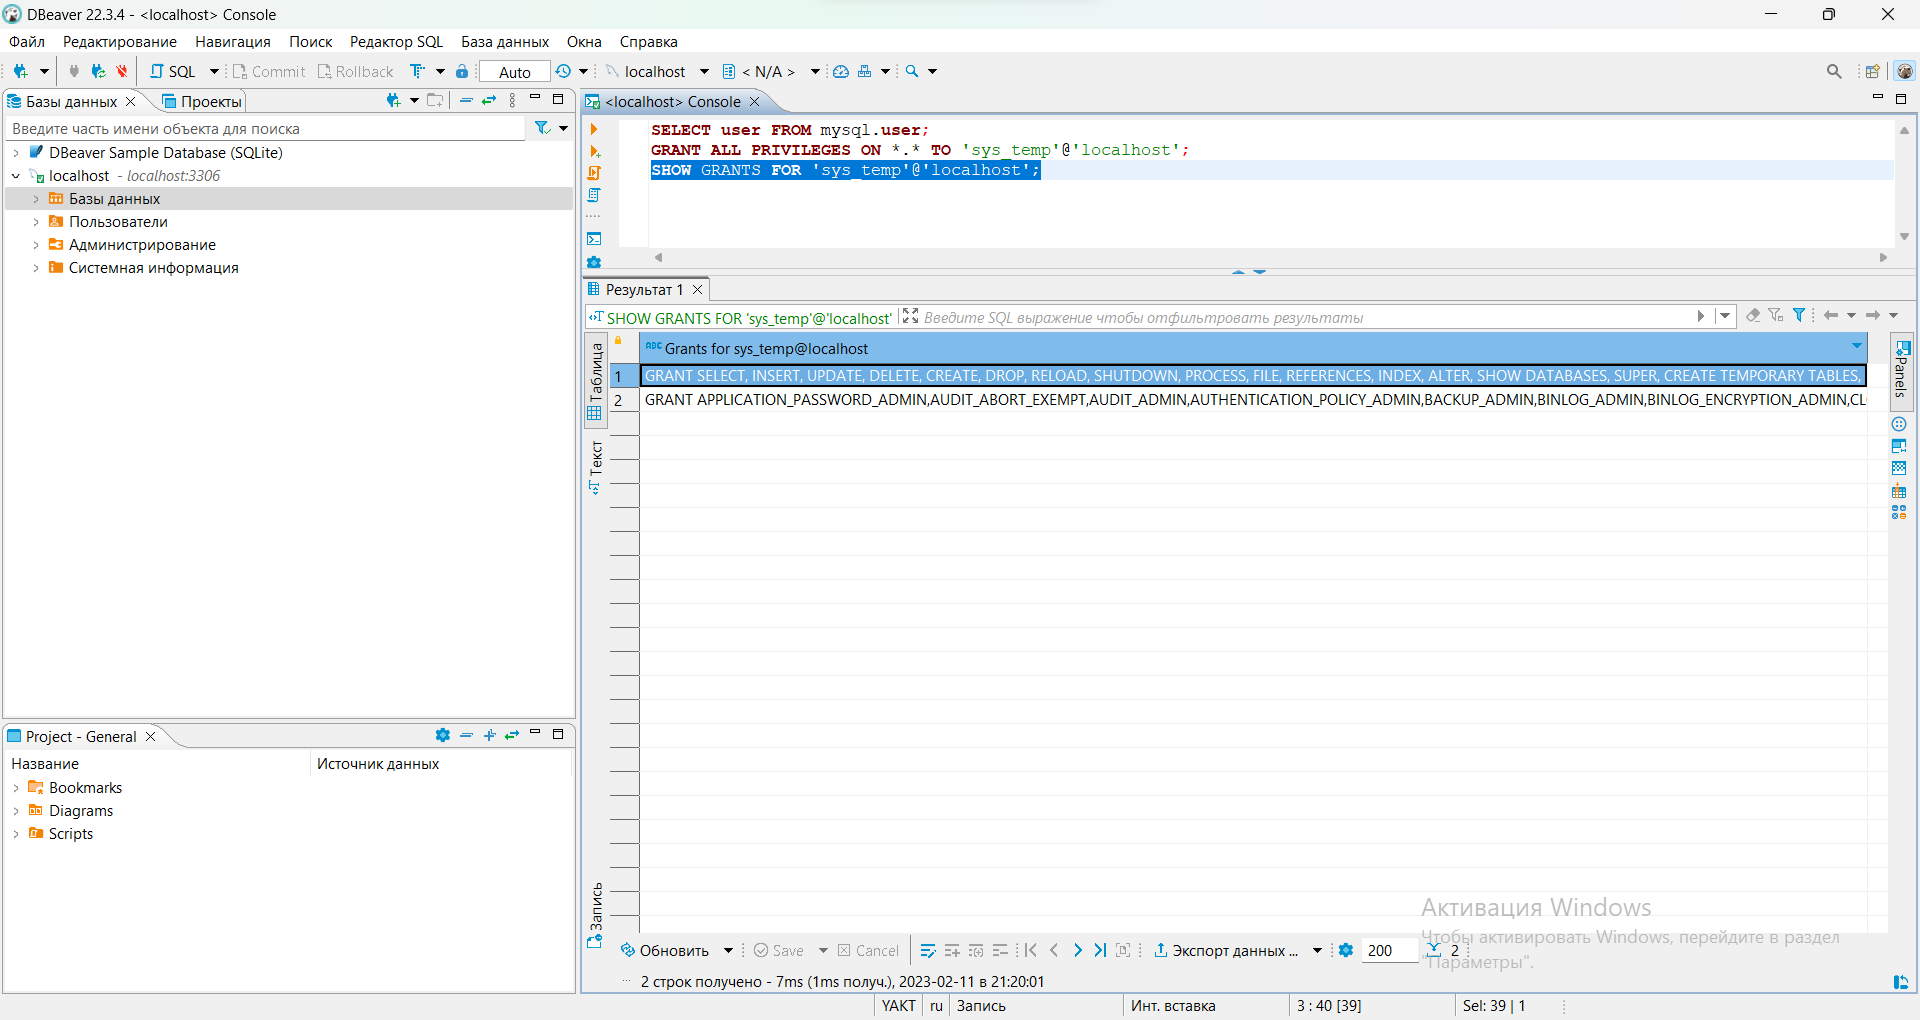 DBeaver 22.3.4 - <localhost> Console
Файл Редактирование Навигация Поиск Редактор SQL База данных Окна Справка
SQL Commit Rollback Auto localhost < N/A >
Базы данных Проекты
Введите часть имени объекта для поиска
DBeaver Sample Database (SQLite)
localhost - localhost:3306
Базы данных
Пользователи
Администрирование
Системная информация
Project - General
Название Источник данных
Bookmarks
Diagrams
Scripts
<localhost> Console
SELECT user FROM mysql.user;
GRANT ALL PRIVILEGES ON *.* TO 'sys_temp'@'localhost';
SHOW GRANTS FOR 'sys_temp'@'localhost';
Результат 1
SHOW GRANTS FOR 'sys_temp'@'localhost' Введите SQL выражение чтобы отфильтровать результаты
Таблица
Текст
Запись
ABC Grants for sys_temp@localhost
1 GRANT SELECT, INSERT, UPDATE, DELETE, CREATE, DROP, RELOAD, SHUTDOWN, PROCESS, FILE, REFERENCES, INDEX, ALTER, SHOW DATABASES, SUPER, CREATE TEMPORARY TABLES,
2 GRANT APPLICATION_PASSWORD_ADMIN,AUDIT_ABORT_EXEMPT,AUDIT_ADMIN,AUTHENTICATION_POLICY_ADMIN,BACKUP_ADMIN,BINLOG_ADMIN,BINLOG_ENCRYPTION_ADMIN,CL
Panels
Активация Windows
Чтобы активировать Windows, перейдите в раздел
"Параметры".
Обновить Save Cancel Экспорт данных ... 200 2
2 строк получено - 7ms (1ms получ.), 2023-02-11 в 21:20:01
YAKT ru Запись Инт. вставка 3 : 40 [39] Sel: 39 | 1